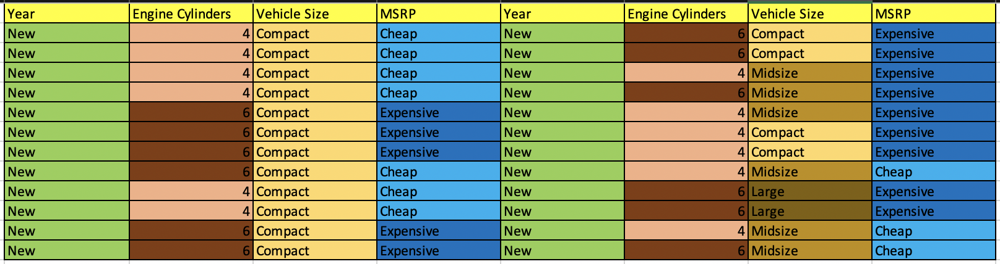 Year Engine Cylinders Vehicle Size MSRP Year Engine Cylinders Vehicle Size MSRP
New 4 Compact Cheap New 6 Compact Expensive
New 4 Compact Cheap New 6 Compact Expensive
New 4 Compact Cheap New 4 Midsize Expensive
New 4 Compact Cheap New 6 Midsize Expensive
New 6 Compact Expensive New 4 Midsize Expensive
New 6 Compact Expensive New 4 Compact Expensive
New 6 Compact Expensive New 4 Compact Expensive
New 6 Compact Cheap New 4 Midsize Cheap
New 4 Compact Cheap New 6 Large Expensive
New 4 Compact Cheap New 6 Large Expensive
New 6 Compact Expensive New 4 Midsize Cheap
New 6 Compact Expensive New 6 Midsize Cheap